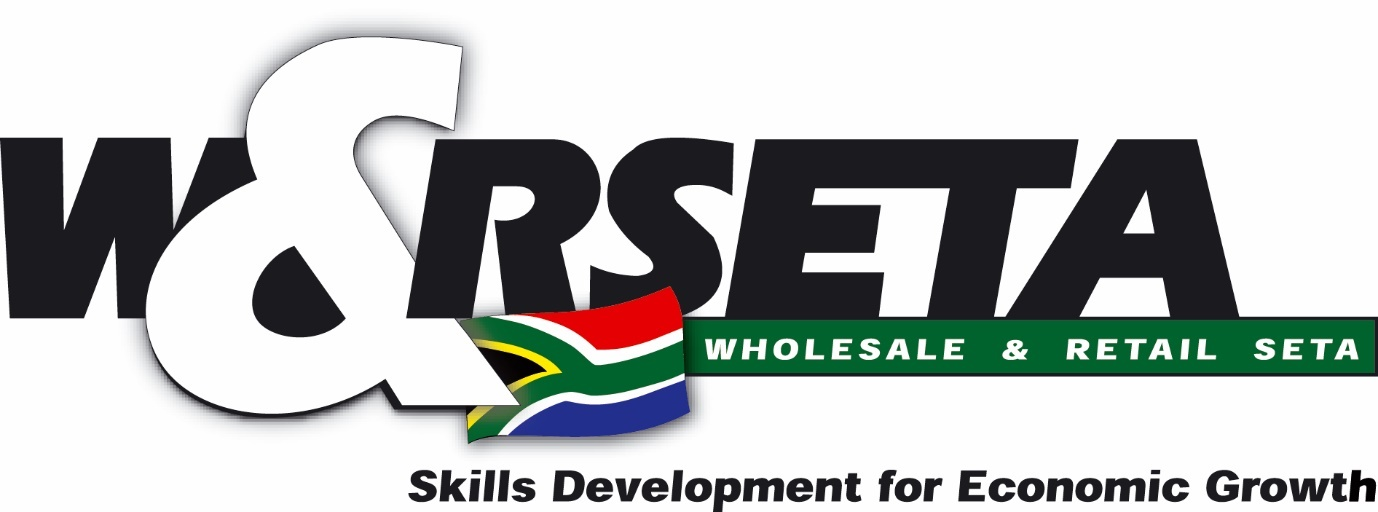 W&RSETA
WHOLESALE & RETAIL SETA
Skills Development for Economic Growth